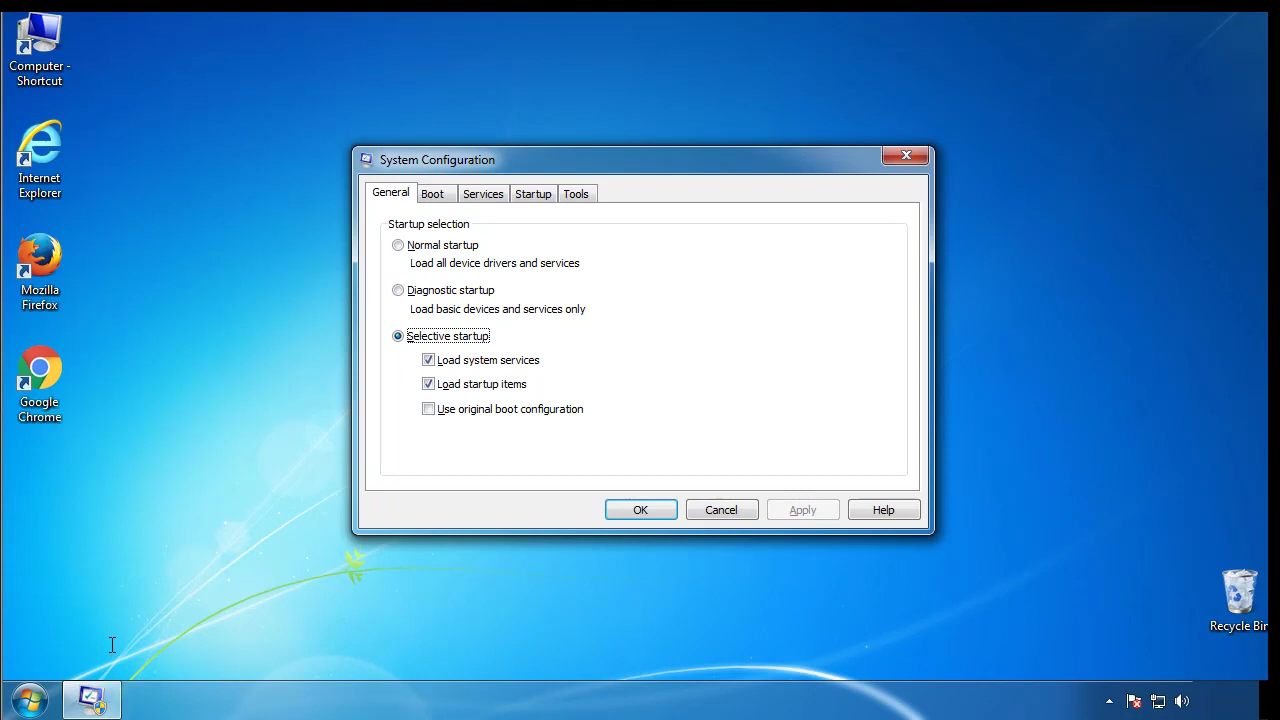 Computer -
Shortcut
Internet
Explorer
Mozilla
Firefox
Google
Chrome
System Configuration
General
Boot
Services
Startup
Tools
Startup selection
Normal startup
Load all device drivers and services
Diagnostic startup
Load basic devices and services only
Selective startup
Load system services
Load startup items
Use original boot configuration
OK
Cancel
Apply
Help
Recycle Bin